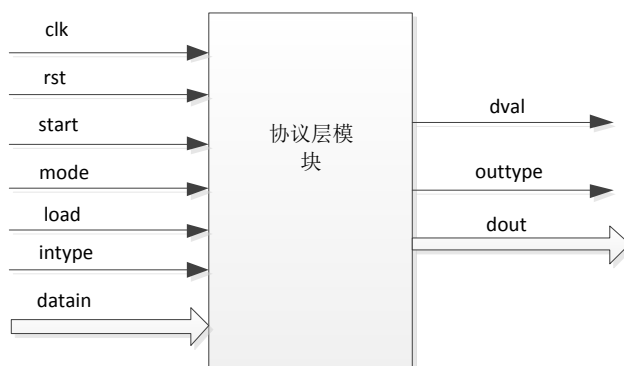 clk
rst
start
mode
load
intype
datain
协议层模
块
dval
outtype
dout